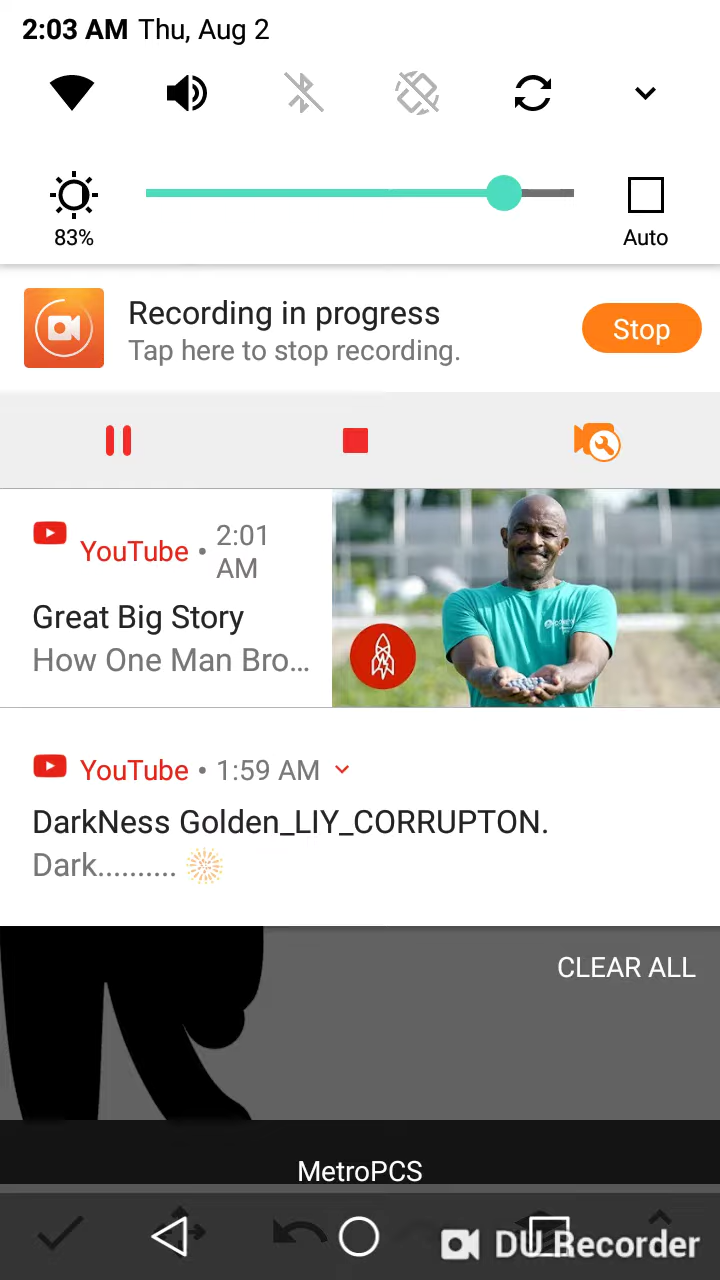 2:03 AM Thu, Aug 2
83%
Auto
Recording in progress
Tap here to stop recording.
Stop
YouTube • 2:01 AM
Great Big Story
How One Man Bro...
YouTube • 1:59 AM
DarkNess Golden_LIY_CORRUPTON.
Dark..........
CLEAR ALL
MetroPCS
DU Recorder